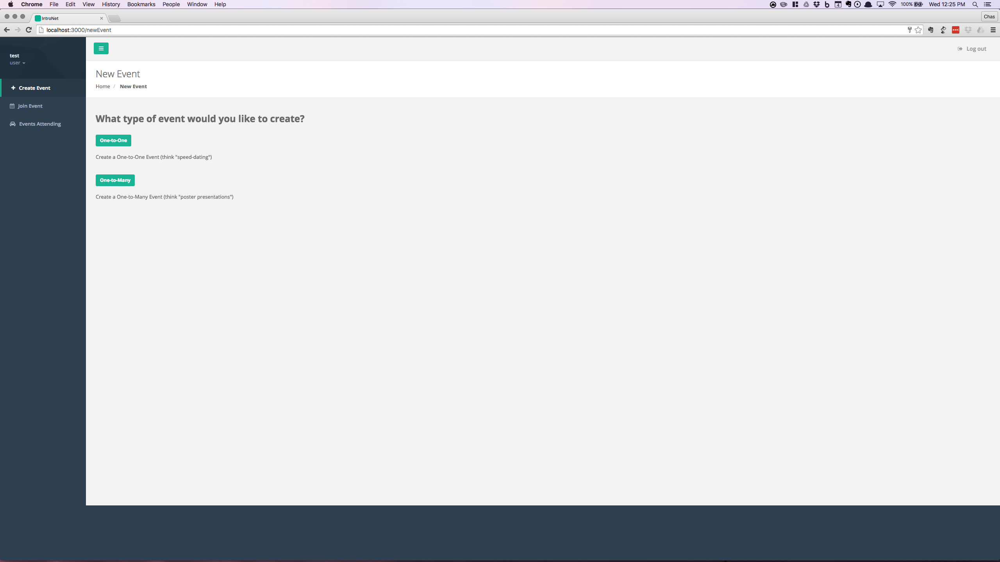 Chrome File Edit View History Bookmarks People Window Help 4 100% Wed 12:25 PM
IntroNet Chas
localhost:3000/newEvent
test
user
Create Event
Join Event
Events Attending
Log out
New Event
Home / New Event
What type of event would you like to create?
One-to-One
Create a One-to-One Event (think "speed-dating")
One-to-Many
Create a One-to-Many Event (think "poster presentations")